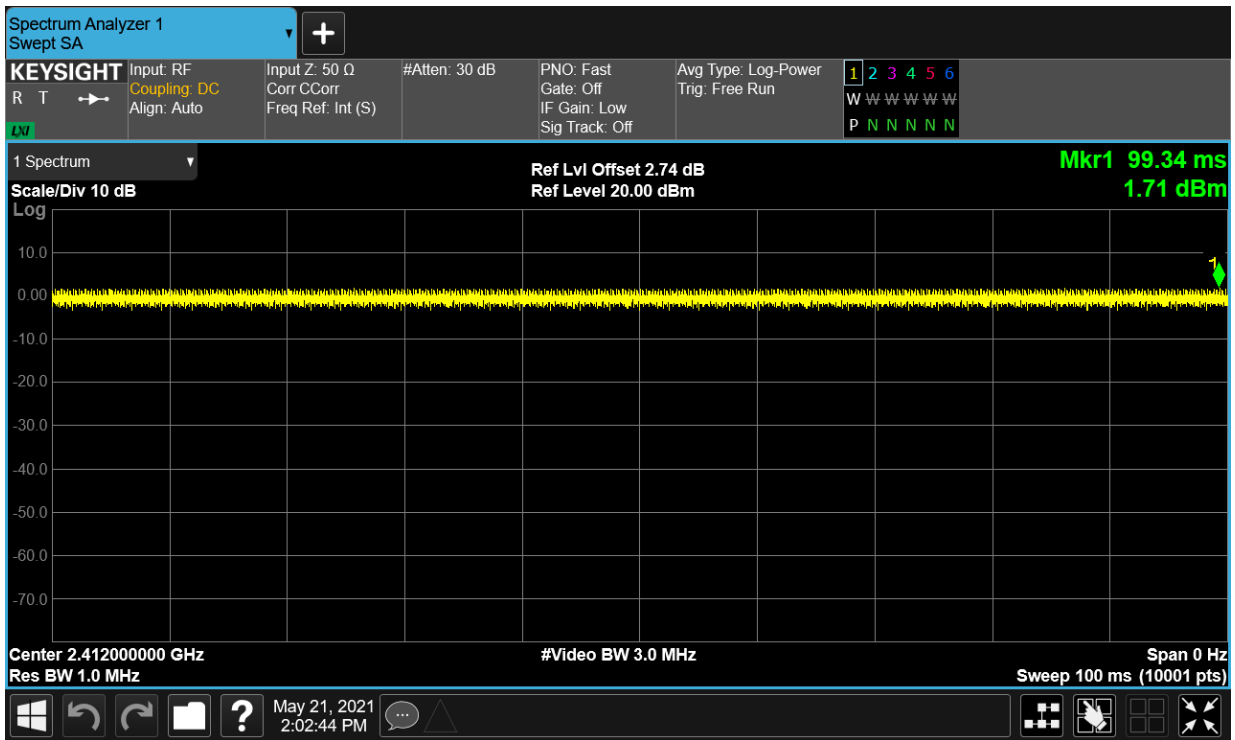 Spectrum Analyzer 1
Swept SA
KEYSIGHT
R T
LXI
Input: RF
Coupling: DC
Align: Auto
Input Z: 50 Ω
Corr CCorr
Freq Ref: Int (S)
#Atten: 30 dB
PNO: Fast
Gate: Off
IF Gain: Low
Sig Track: Off
Avg Type: Log-Power
Trig: Free Run
1 2 3 4 5 6
W W W W W W
P N N N N N
1 Spectrum
Scale/Div 10 dB
Ref Lvl Offset 2.74 dB
Ref Level 20.00 dBm
Mkr1 99.34 ms
1.71 dBm
Log
10.0
0.00
-10.0
-20.0
-30.0
-40.0
-50.0
-60.0
-70.0
1
Center 2.412000000 GHz
Res BW 1.0 MHz
#Video BW 3.0 MHz
Span 0 Hz
Sweep 100 ms (10001 pts)
?
May 21, 2021
2:02:44 PM